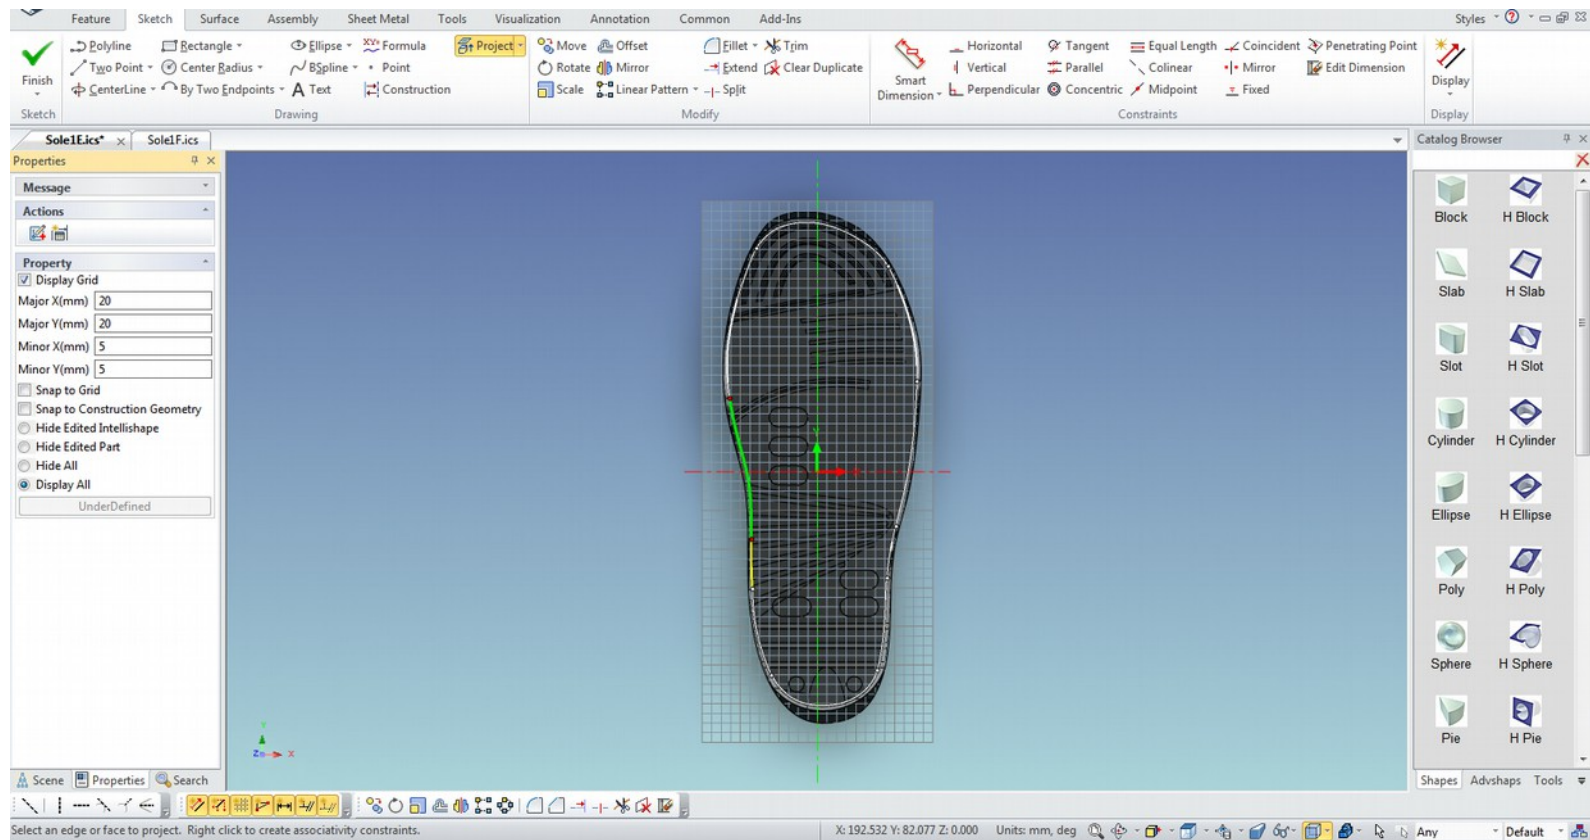 Feature Sketch Surface Assembly Sheet Metal Tools Visualization Annotation Common Add-Ins Styles
Polyline Rectangle Ellipse Formula Project Move Offset Fillet Trim Horizontal Tangent Equal Length Coincident Penetrating Point
Two Point Center Radius BSpline Point Rotate Mirror Extend Clear Duplicate Vertical Parallel Colinear Mirror Edit Dimension
Finish Smart Dimension Display
CenterLine By Two Endpoints Text Construction Scale Linear Pattern Split Perpendicular Concentric Midpoint Fixed
Sketch Drawing Modify Constraints Display
Sole1E.ics* Sole1F.ics
Properties
Message
Actions
Property
Display Grid
Major X(mm) 20
Major Y(mm) 20
Minor X(mm) 5
Minor Y(mm) 5
Snap to Grid
Snap to Construction Geometry
Hide Edited Intellishape
Hide Edited Part
Hide All
Display All
UnderDefined
Y
Z X
Catalog Browser
Block H Block
Slab H Slab
Slot H Slot
Cylinder H Cylinder
Ellipse H Ellipse
Poly H Poly
Sphere H Sphere
Pie H Pie
Scene Properties Search
Shapes Advshaps Tools
Select an edge or face to project. Right click to create associativity constraints. X: 192.532 Y: 82.077 Z: 0.000 Units: mm, deg Any Default